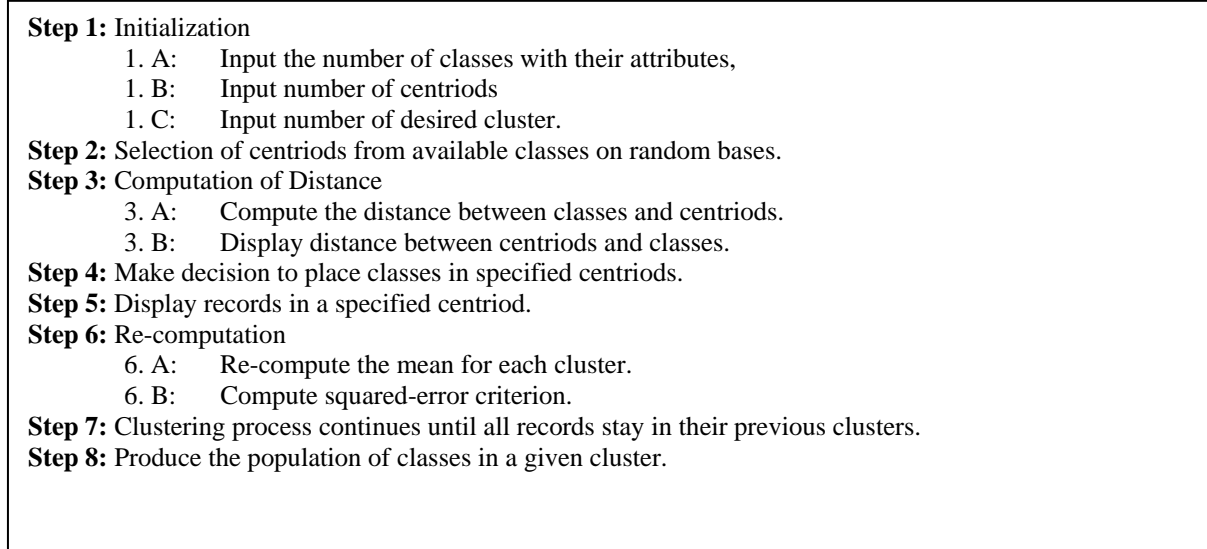 Step 1: Initialization
1. A: Input the number of classes with their attributes,
1. B: Input number of centriods
1. C: Input number of desired cluster.
Step 2: Selection of centriods from available classes on random bases.
Step 3: Computation of Distance
3. A: Compute the distance between classes and centriods.
3. B: Display distance between centriods and classes.
Step 4: Make decision to place classes in specified centriods.
Step 5: Display records in a specified centriod.
Step 6: Re-computation
6. A: Re-compute the mean for each cluster.
6. B: Compute squared-error criterion.
Step 7: Clustering process continues until all records stay in their previous clusters.
Step 8: Produce the population of classes in a given cluster.